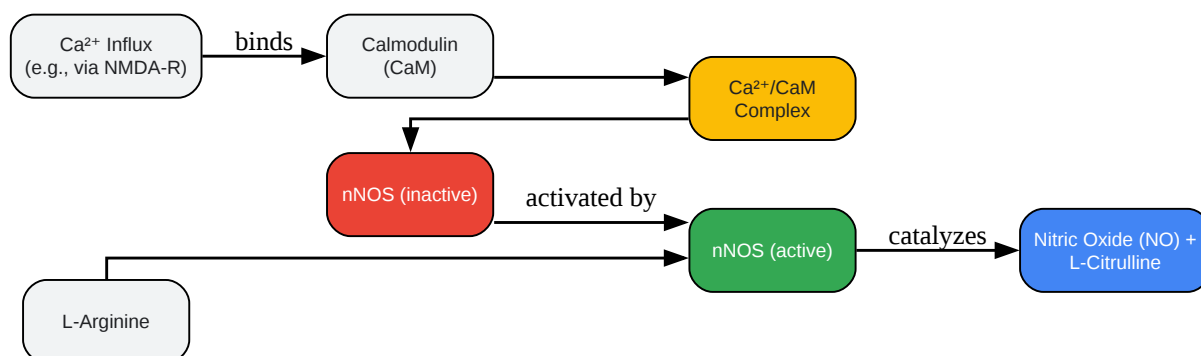 Ca²⁺ Influx
(e.g., via NMDA-R)
binds
Calmodulin
(CaM)
Ca²⁺/CaM
Complex
nNOS (inactive)
activated by
nNOS (active)
catalyzes
Nitric Oxide (NO) +
L-Citrulline
L-Arginine